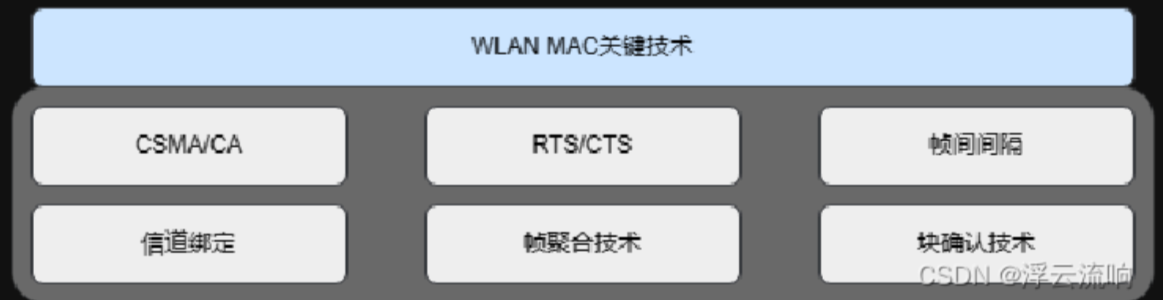 WLAN MAC关键技术
CSMA/CA
RTS/CTS
帧间间隔
信道绑定
帧聚合技术
块确认技术
CSDN @浮云流响